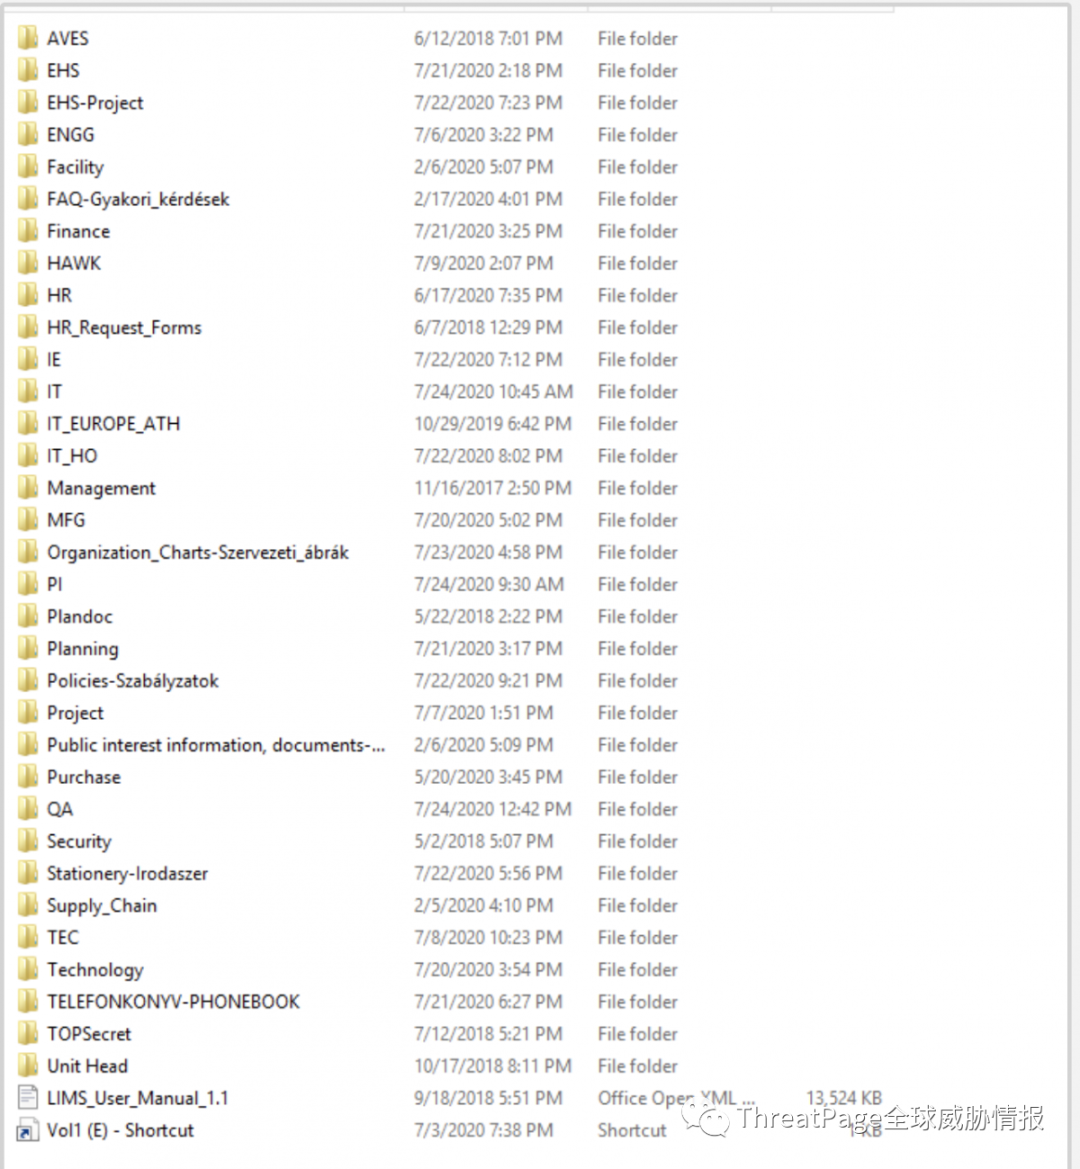 AVES 6/12/2018 7:01 PM File folder
EHS 7/21/2020 2:18 PM File folder
EHS-Project 7/22/2020 7:23 PM File folder
ENGG 7/6/2020 3:22 PM File folder
Facility 2/6/2020 5:07 PM File folder
FAQ-Gyakori_kérdések 2/17/2020 4:01 PM File folder
Finance 7/21/2020 3:25 PM File folder
HAWK 7/9/2020 2:07 PM File folder
HR 6/17/2020 7:35 PM File folder
HR_Request_Forms 6/7/2018 12:29 PM File folder
IE 7/22/2020 7:12 PM File folder
IT 7/24/2020 10:45 AM File folder
IT_EUROPE_ATH 10/29/2019 6:42 PM File folder
IT_HO 7/22/2020 8:02 PM File folder
Management 11/16/2017 2:50 PM File folder
MFG 7/20/2020 5:02 PM File folder
Organization_Charts-Szervezeti_ábrák 7/23/2020 4:58 PM File folder
PI 7/24/2020 9:30 AM File folder
Plandoc 5/22/2018 2:22 PM File folder
Planning 7/21/2020 3:17 PM File folder
Policies-Szabályzatok 7/22/2020 9:21 PM File folder
Project 7/7/2020 1:51 PM File folder
Public interest information, documents-... 2/6/2020 5:09 PM File folder
Purchase 5/20/2020 3:45 PM File folder
QA 7/24/2020 12:42 PM File folder
Security 5/2/2018 5:07 PM File folder
Stationery-Irodaszer 7/22/2020 5:56 PM File folder
Supply_Chain 2/5/2020 4:10 PM File folder
TEC 7/8/2020 10:23 PM File folder
Technology 7/20/2020 3:54 PM File folder
TELEFONKONYV-PHONEBOOK 7/21/2020 6:27 PM File folder
TOPSecret 7/12/2018 5:21 PM File folder
Unit Head 10/17/2018 8:11 PM File folder
LIMS_User_Manual_1.1 9/18/2018 5:51 PM Office Open XML ... 13,524 KB
Vol1 (E) - Shortcut 7/3/2020 7:38 PM Shortcut 1 KB
ThreatPage全球威胁情报